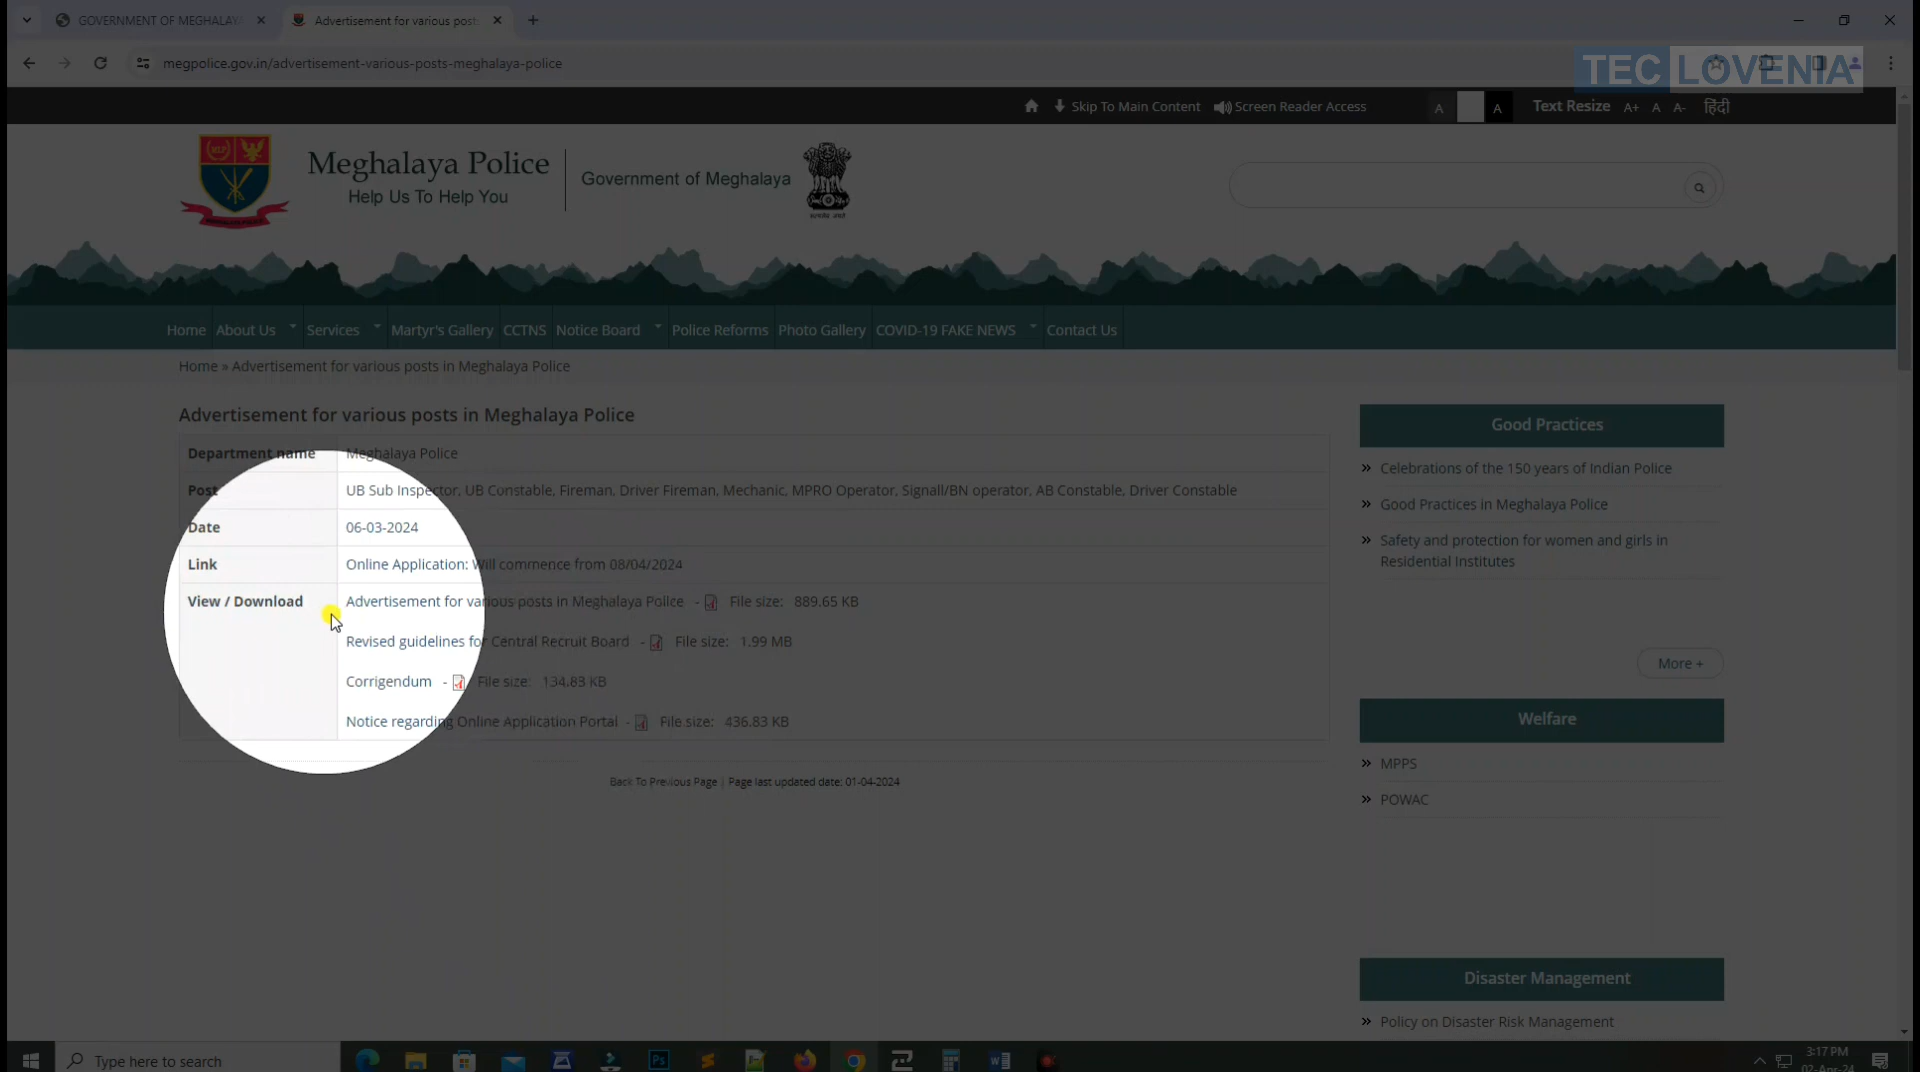 GOVERNMENT OF MEGHALAYA
Advertisement for various post
megpolice.gov.in/advertisement-various-posts-meghalaya-police
TEC LOVENIA
Skip To Main Content
Screen Reader Access
A
A
Text Resize
A+
A
A-
हिंदी
Meghalaya Police
Help Us To Help You
Government of Meghalaya
Home
About Us
Services
Martyr's Gallery
CCTNS
Notice Board
Police Reforms
Photo Gallery
COVID-19 FAKE NEWS
Contact Us
Home » Advertisement for various posts in Meghalaya Police
Advertisement for various posts in Meghalaya Police
Department name Meghalaya Police
Post UB Sub Inspector, UB Constable, Fireman, Driver Fireman, Mechanic, MPRO Operator, Signall/BN operator, AB Constable, Driver Constable
Date 06-03-2024
Link Online Application: Will commence from 08/04/2024
View / Download Advertisement for various posts in Meghalaya Police - File size: 889.65 KB
Revised guidelines for Central Recruit Board - File size: 1.99 MB
Corrigendum - File size: 134.83 KB
Notice regarding Online Application Portal - File size: 436.83 KB
Back To Previous Page | Page last updated date: 01-04-2024
Good Practices
Celebrations of the 150 years of Indian Police
Good Practices in Meghalaya Police
Safety and protection for women and girls in
Residential Institutes
More +
Welfare
MPPS
POWAC
Disaster Management
Policy on Disaster Risk Management
Type here to search
Ps
3:17 PM
02-Apr-24